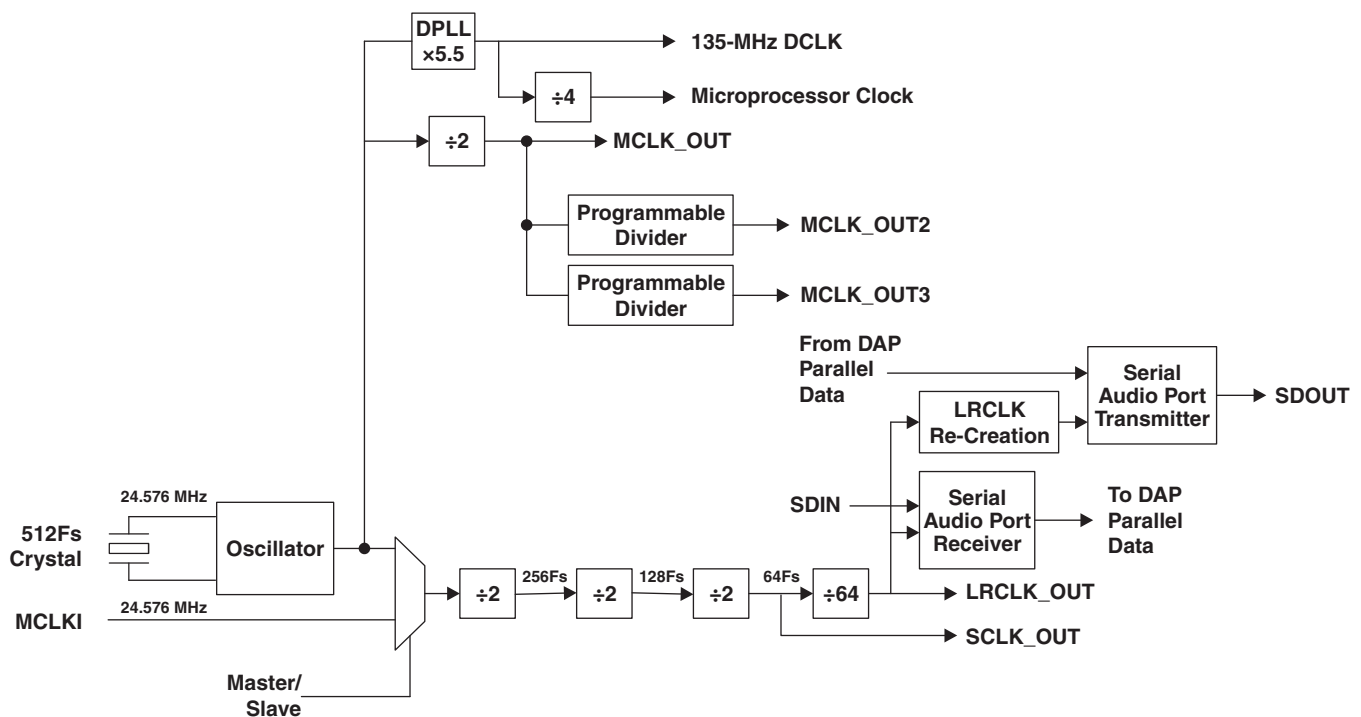 DPLL
×5.5
135-MHz DCLK
÷4
Microprocessor Clock
÷2
MCLK_OUT
Programmable
Divider
MCLK_OUT2
Programmable
Divider
MCLK_OUT3
From DAP
Parallel
Data
Serial
Audio Port
Transmitter
SDOUT
LRCLK
Re-Creation
24.576 MHz
512Fs
Crystal
Oscillator
SDIN
Serial
Audio Port
Receiver
To DAP
Parallel
Data
24.576 MHz
MCLKI
÷2
256Fs
÷2
128Fs
÷2
64Fs
÷64
LRCLK_OUT
SCLK_OUT
Master/
Slave